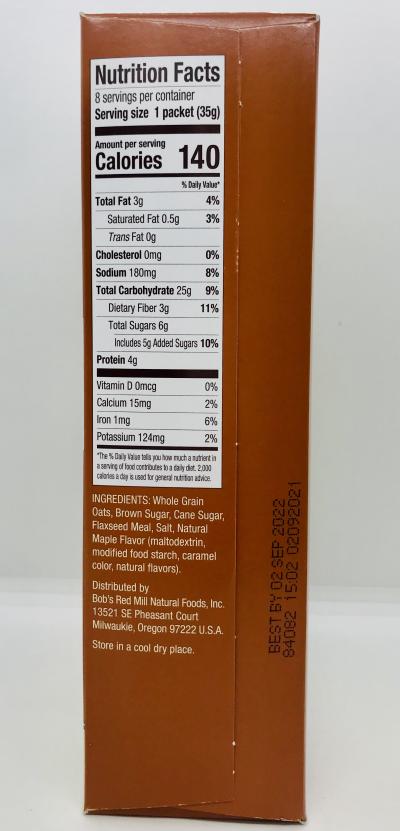 Nutrition Facts
8 servings per container
Serving size 1 packet (35g)
Amount per serving
Calories 140
% Daily Value*
Total Fat 3g 4%
Saturated Fat 0.5g 3%
Trans Fat 0g
Cholesterol 0mg 0%
Sodium 180mg 8%
Total Carbohydrate 25g 9%
Dietary Fiber 3g 11%
Total Sugars 6g
Includes 5g Added Sugars 10%
Protein 4g
Vitamin D 0mcg 0%
Calcium 15mg 2%
Iron 1mg 6%
Potassium 124mg 2%
*The % Daily Value tells you how much a nutrient in
a serving of food contributes to a daily diet. 2,000
calories a day is used for general nutrition advice.
INGREDIENTS: Whole Grain
Oats, Brown Sugar, Cane Sugar,
Flaxseed Meal, Salt, Natural
Maple Flavor (maltodextrin,
modified food starch, caramel
color, natural flavors).
Distributed by
Bob's Red Mill Natural Foods, Inc.
13521 SE Pheasant Court
Milwaukie, Oregon 97222 U.S.A.
Store in a cool dry place.
BEST BY 02 SEP 2022
84082 15:02 02092021